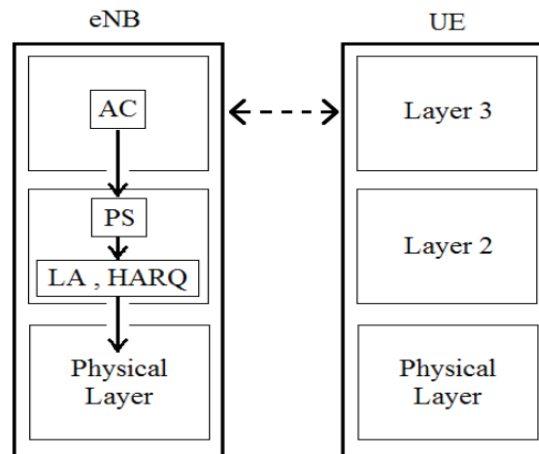 eNB
UE
AC
Layer 3
PS
LA , HARQ
Layer 2
Physical
Layer
Physical
Layer